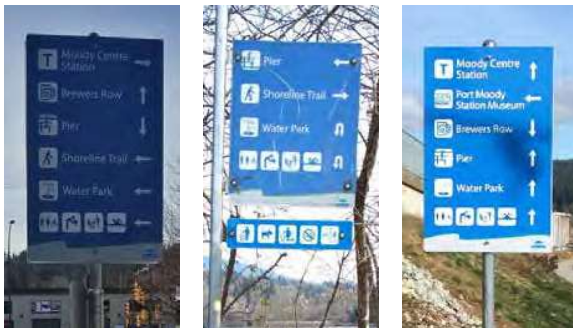 T Moody Centre
Station
Brewers Row
Pier
Shoreline Trail
Water Park
Pier
Shoreline Trail
Water Park
T Moody Centre
Station
Port Moody
Station Museum
Brewers Row
Pier
Water Park